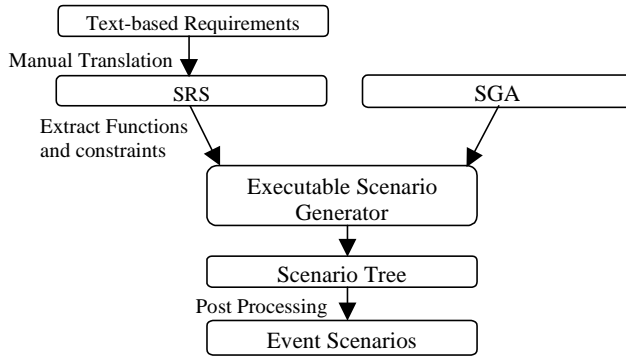 Text-based Requirements
Manual Translation
SRS
SGA
Extract Functions
and constraints
Executable Scenario
Generator
Scenario Tree
Post Processing
Event Scenarios